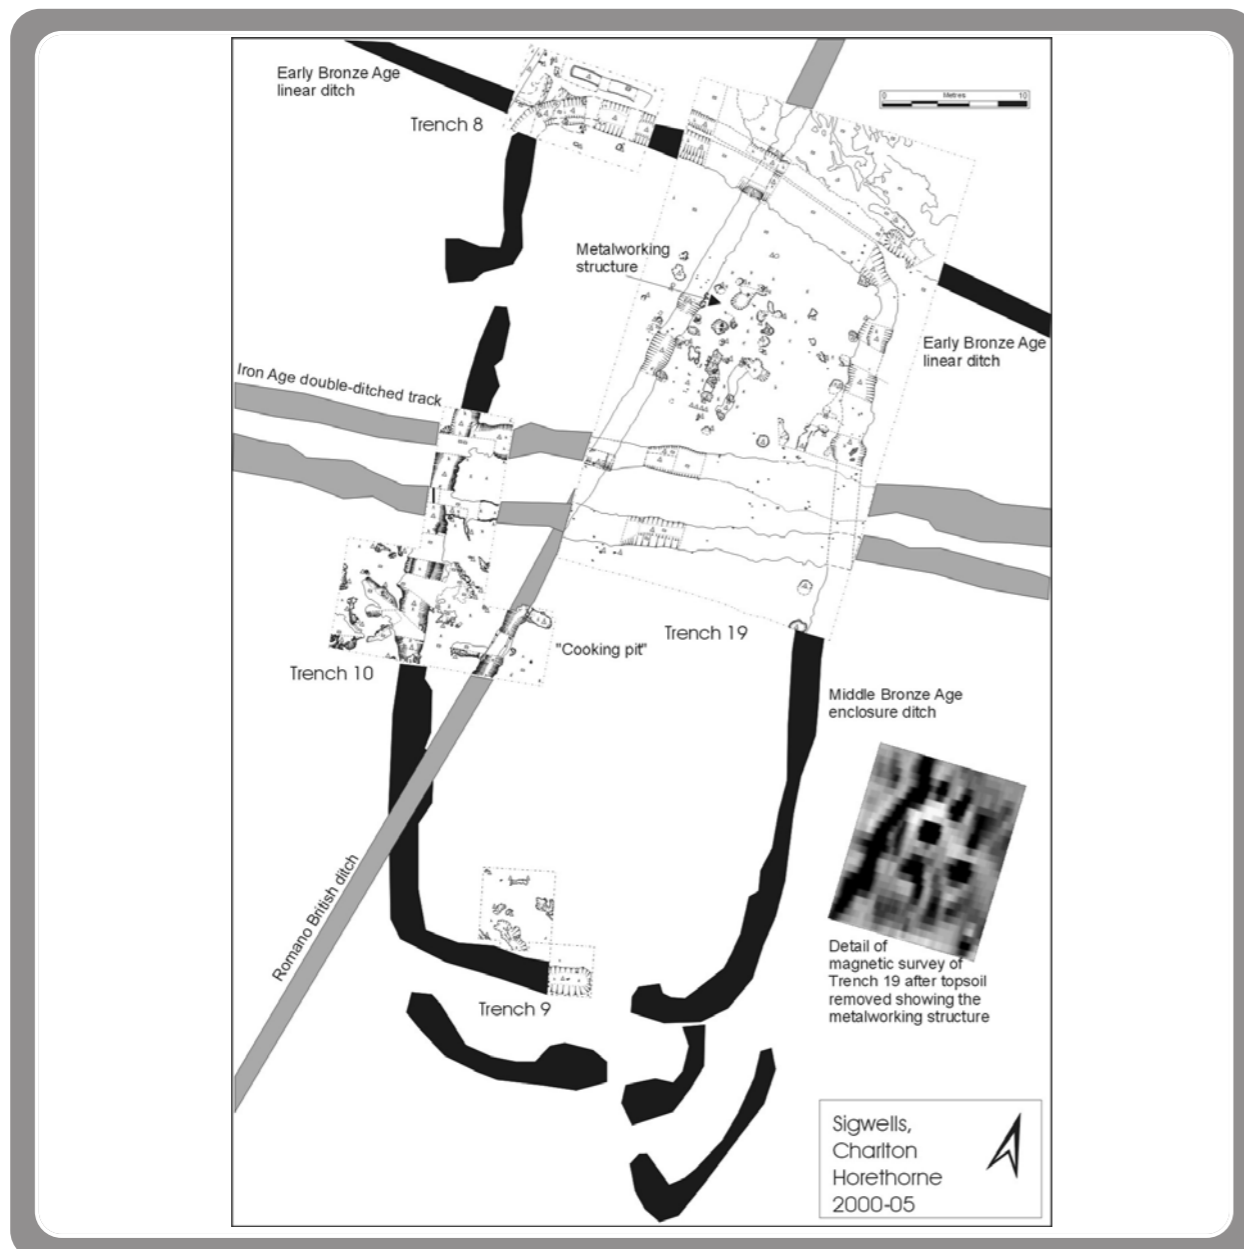 Early Bronze Age
linear ditch
Trench 8
0 Metres 10
Metalworking
structure
Early Bronze Age
linear ditch
Iron Age double-ditched track
"Cooking pit"
Trench 19
Trench 10
Middle Bronze Age
enclosure ditch
Romano British ditch
Trench 9
Detail of
magnetic survey of
Trench 19 after topsoil
removed showing the
metalworking structure
Sigwells,
Charlton
Horethorne
2000-05